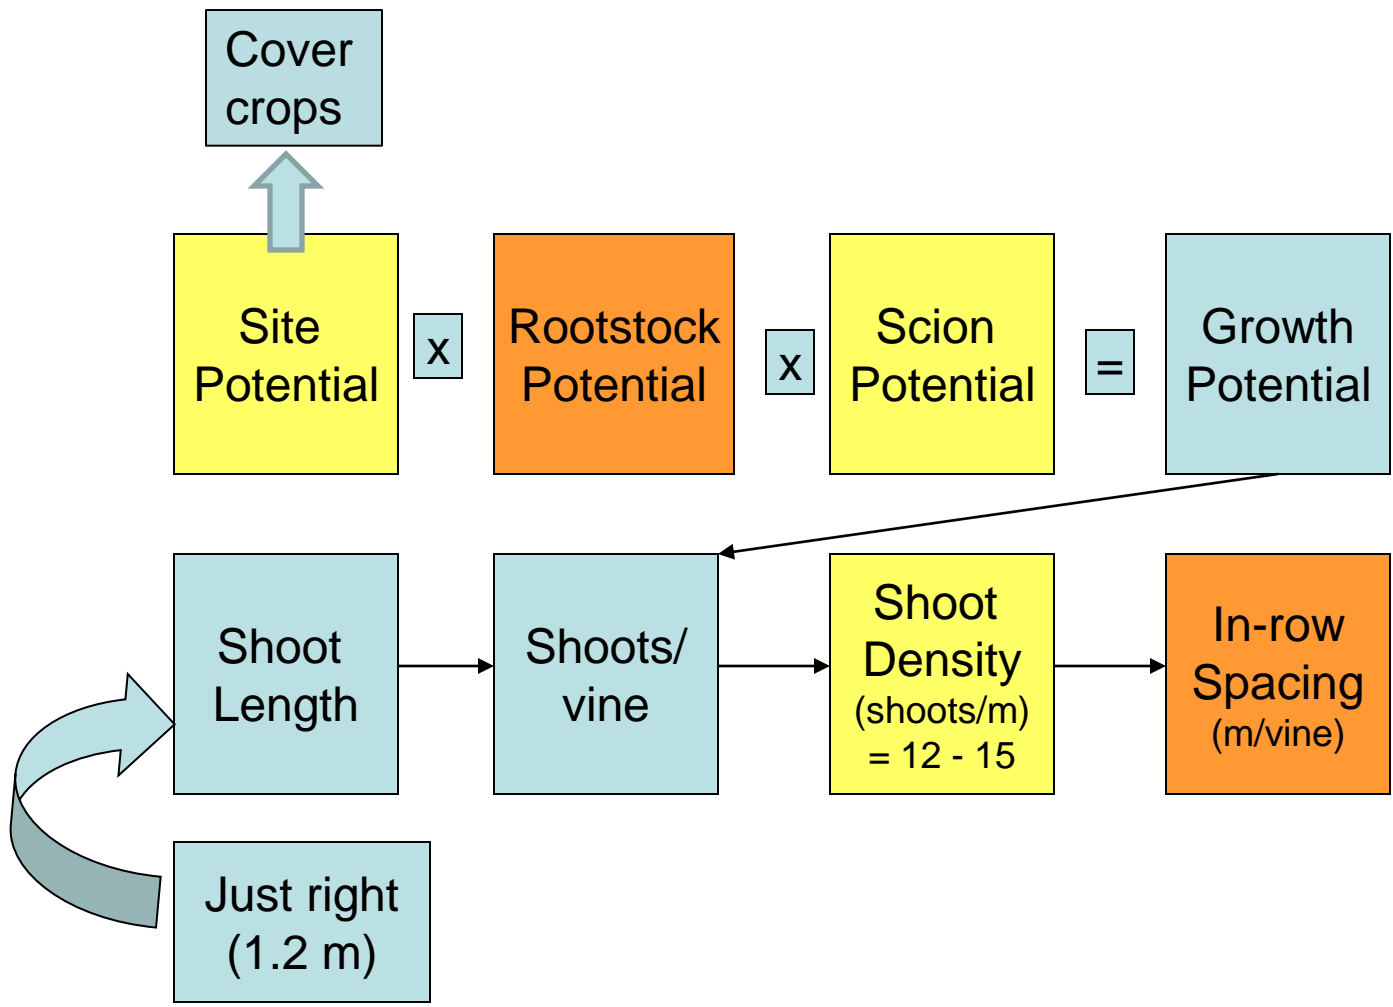 Cover
crops
Site
Potential
x
Rootstock
Potential
x
Scion
Potential
=
Growth
Potential
Shoot
Length
Shoots/
vine
Shoot
Density
(shoots/m)
= 12 - 15
In-row
Spacing
(m/vine)
Just right
(1.2 m)